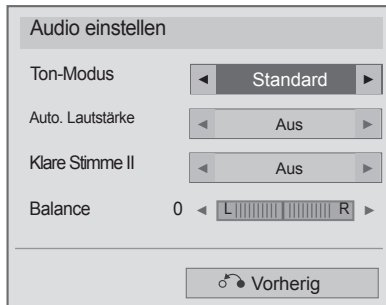 Audio einstellen
Ton-Modus ◄ Standard ►
Auto. Lautstärke ◄ Aus ►
Klare Stimme II ◄ Aus ►
Balance 0 ◄ L R ►
Vorherig